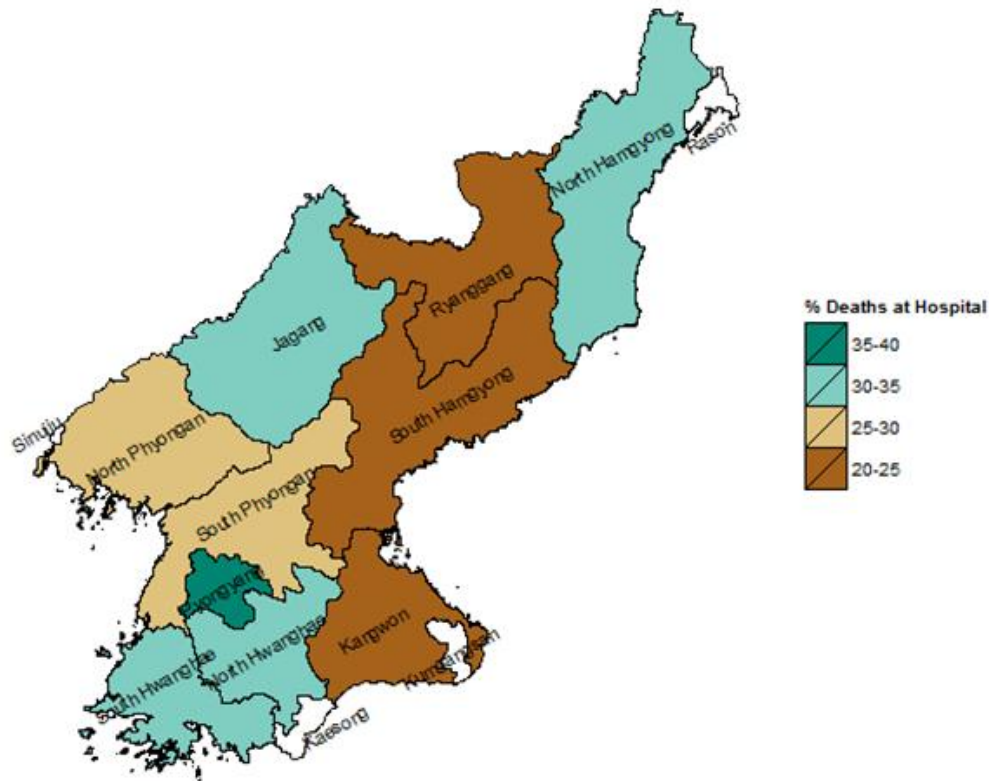 North Hamgyong
Rason
Ryanggang
Jagang
% Deaths at Hospital
35-40
30-35
25-30
20-25
South Hamgyong
Sinuiju
North Phyongan
South Phyongan
Pyongyang
Kangwon
Kumgangsan
South Hwanghae
North Hwanghae
Kaesong